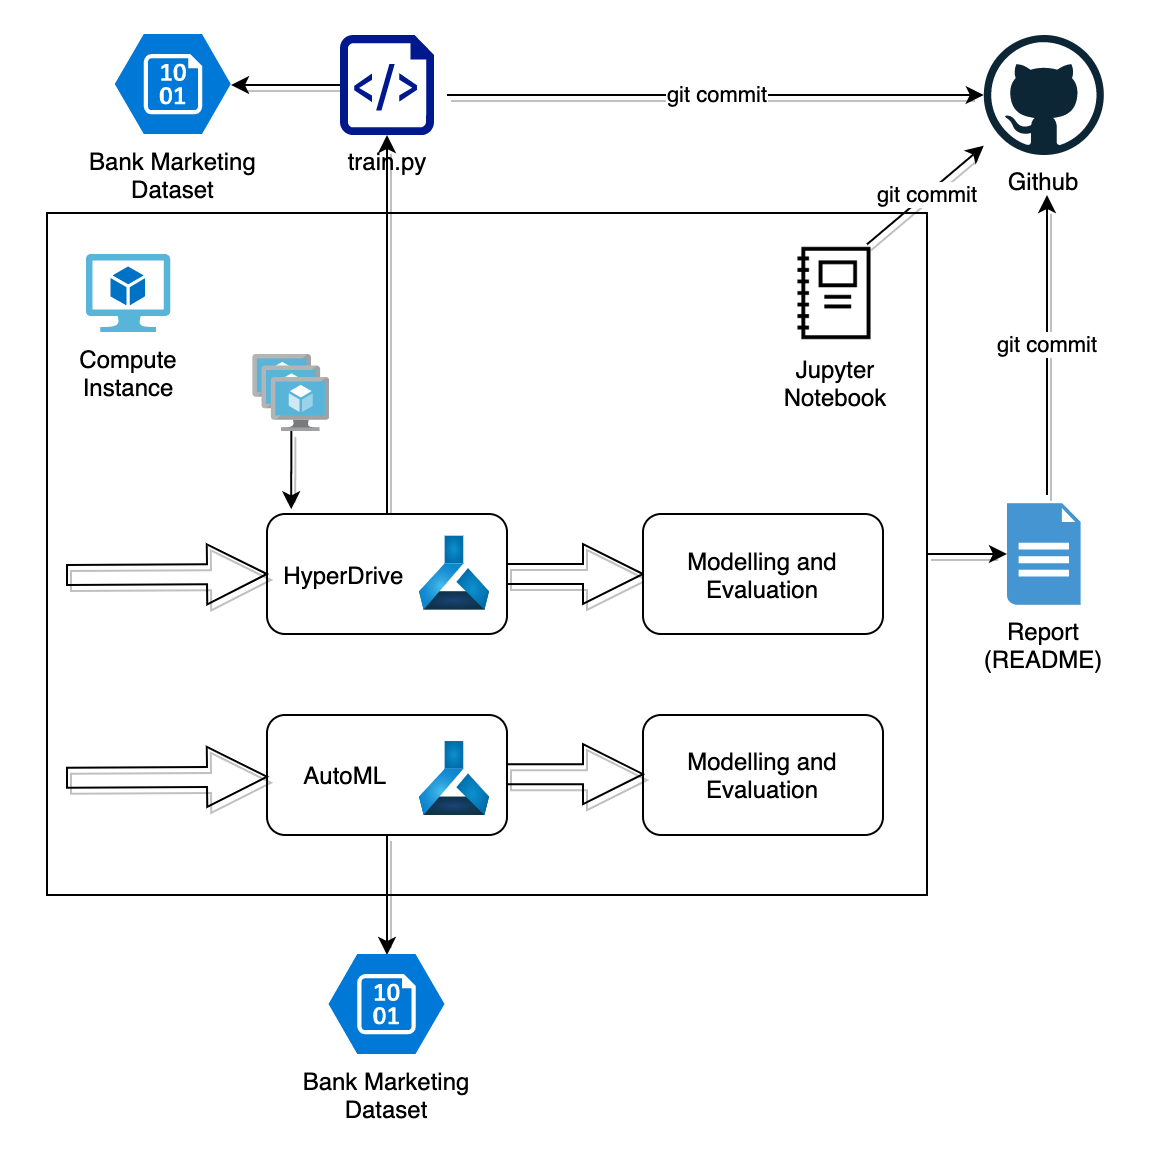 10
01
</>
git commit
Bank Marketing
Dataset
train.py
Github
git commit
Compute
Instance
Jupyter
Notebook
git commit
HyperDrive
Modelling and
Evaluation
Report
(README)
AutoML
Modelling and
Evaluation
10
01
Bank Marketing
Dataset